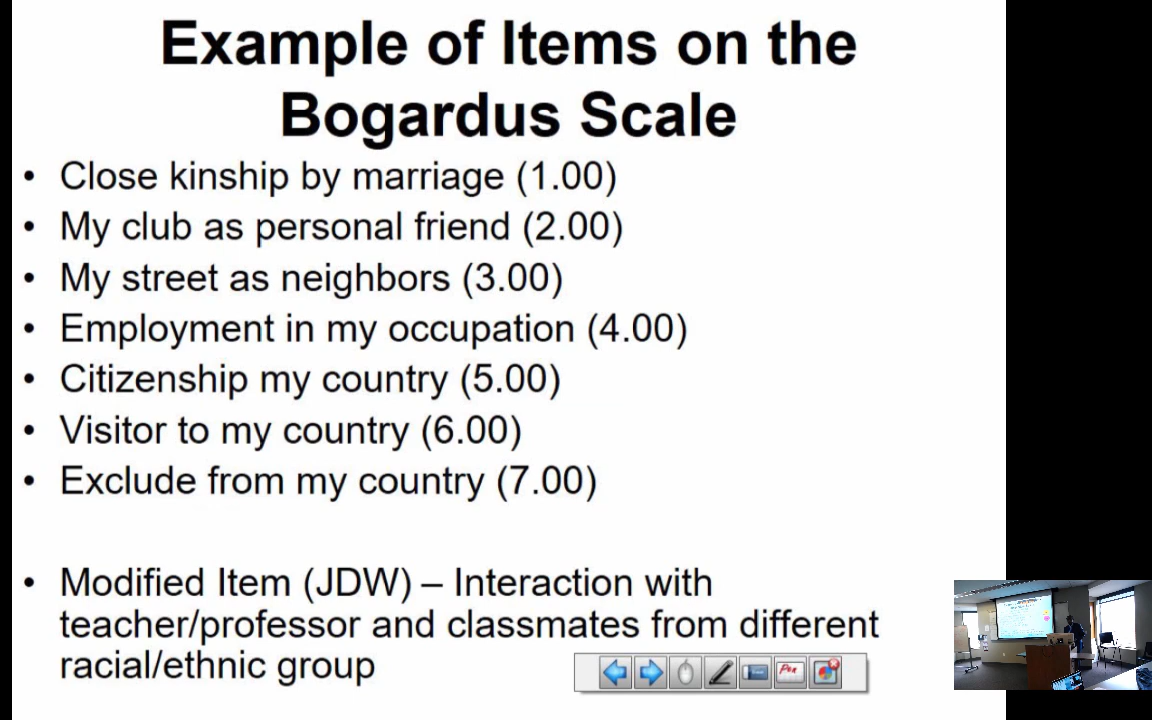 Example of Items on the
Bogardus Scale
• Close kinship by marriage (1.00)
• My club as personal friend (2.00)
• My street as neighbors (3.00)
• Employment in my occupation (4.00)
• Citizenship my country (5.00)
• Visitor to my country (6.00)
• Exclude from my country (7.00)
• Modified Item (JDW) – Interaction with
teacher/professor and classmates from different
racial/ethnic group
Pen